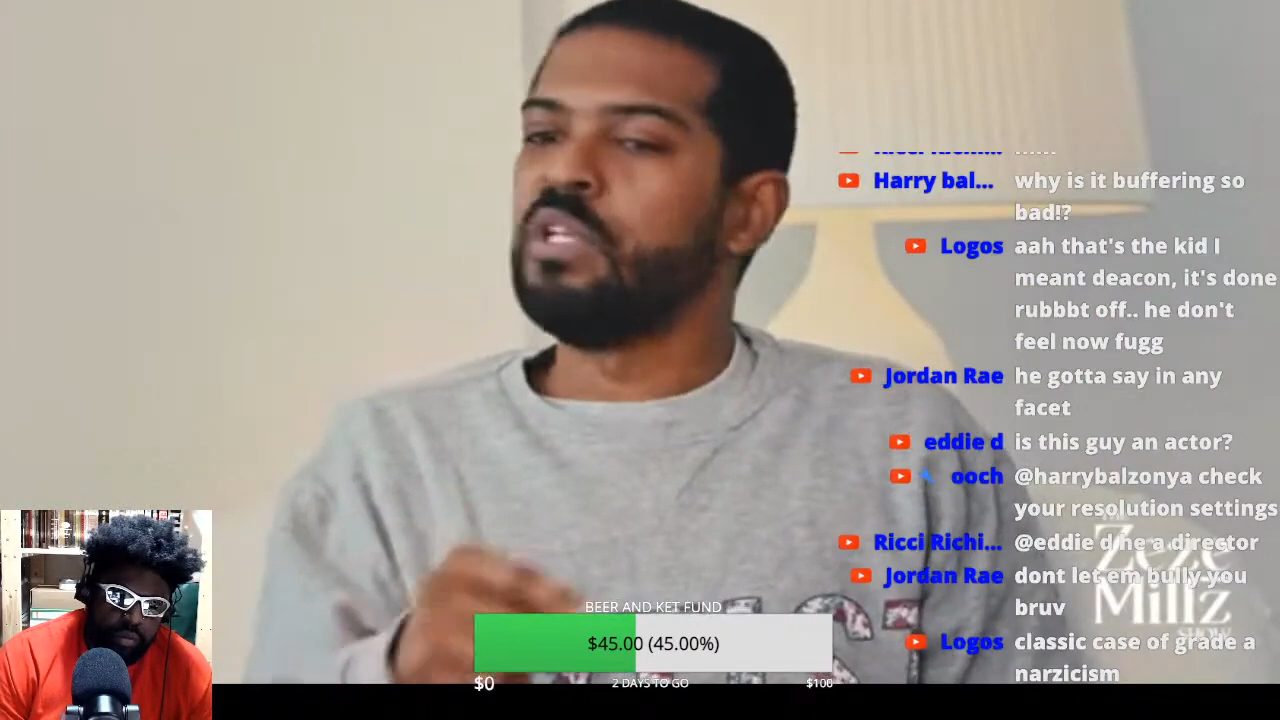 Harry bal... why is it buffering so
bad!?
Logos aah that's the kid I
meant deacon, it's done
rubbbt off.. he don't
feel now fugg
Jordan Rae he gotta say in any
facet
eddie d is this guy an actor?
ooch @harrybalzonya check
your resolution settings
Ricci Richi... @eddie d he a director
Jordan Rae dont let em bully you
bruv
Logos classic case of grade a
narzicism
THE
Zeze
Millz
SHOW
BEER AND KET FUND
$45.00 (45.00%)
$0 2 DAYS TO GO $100